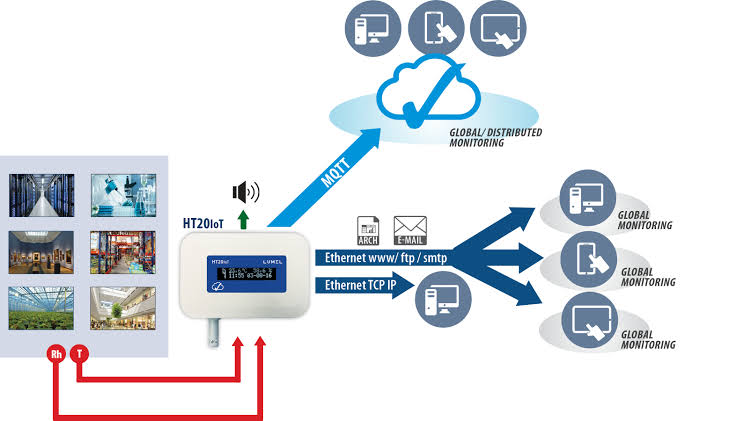 GLOBAL/ DISTRIBUTED
MONITORING
MQTT
HT20IoT
ARCH
E-MAIL
HT20IoT
LUMEL
Ethernet www/ ftp / smtp
Ethernet TCP IP
GLOBAL
MONITORING
GLOBAL
MONITORING
GLOBAL
MONITORING
Rh
T